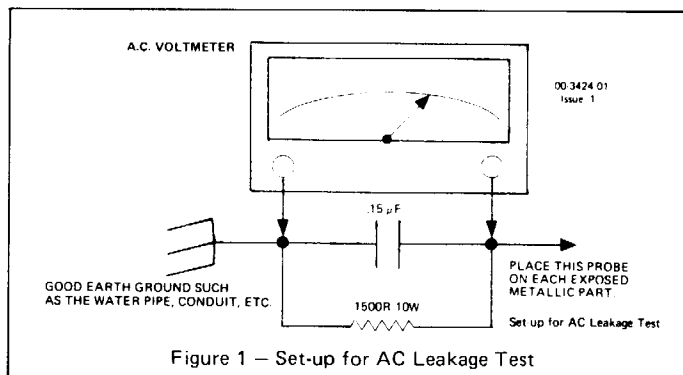 A.C. VOLTMETER
00-3424 01
Issue 1
.15 µF
GOOD EARTH GROUND SUCH
AS THE WATER PIPE, CONDUIT, ETC.
PLACE THIS PROBE
ON EACH EXPOSED
METALLIC PART.
1500R 10W
Set up for AC Leakage Test
Figure 1 – Set-up for AC Leakage Test